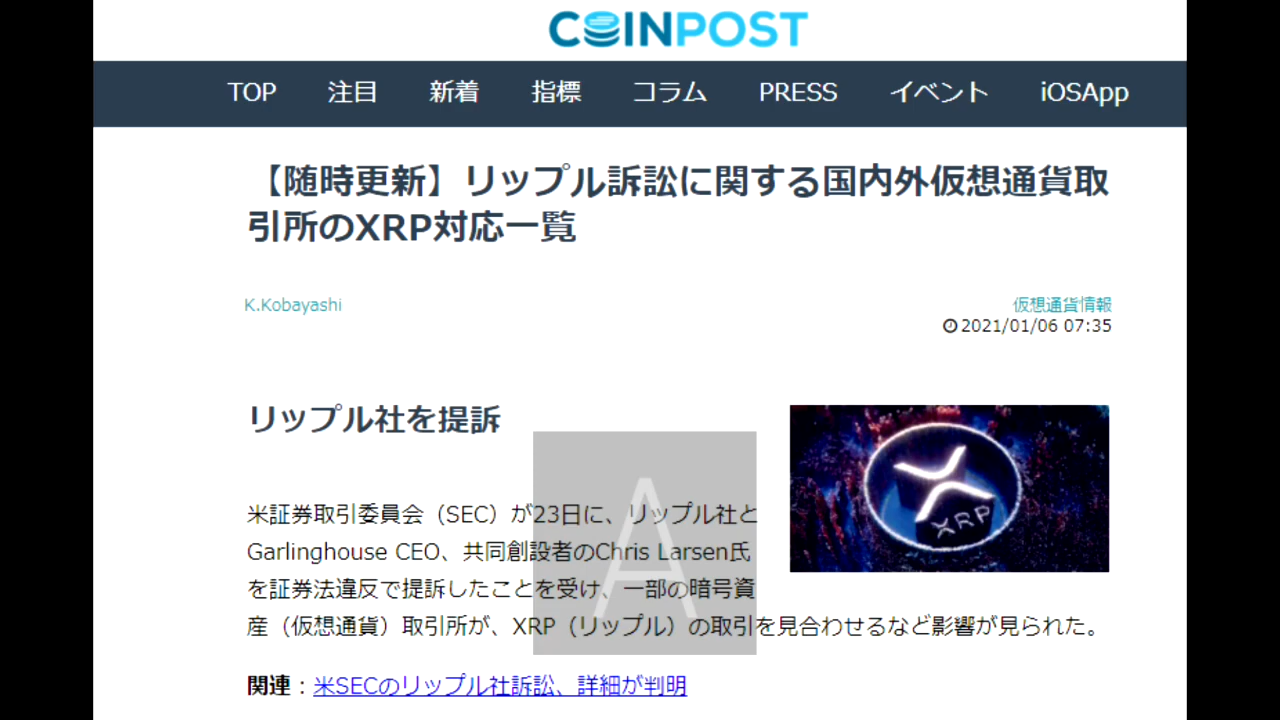 COINPOST
TOP 注目 新着 指標 コラム PRESS イベント iOSApp
【随時更新】リップル訴訟に関する国内外仮想通貨取
引所のXRP対応一覧
K.Kobayashi
仮想通貨情報
2021/01/06 07:35
リップル社を提訴
XRP
米証券取引委員会（SEC）が23日に、リップル社と
Garlinghouse CEO、共同創設者のChris Larsen氏
を証券法違反で提訴したことを受け、一部の暗号資
産（仮想通貨）取引所が、XRP（リップル）の取引を見合わせるなど影響が見られた。
A
関連：米SECのリップル社訴訟、詳細が判明